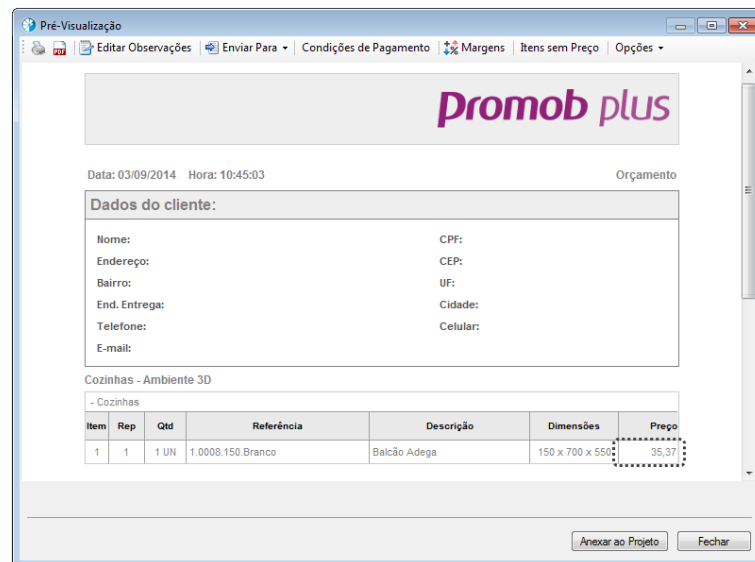 Pré-Visualização
Editar Observações Enviar Para Condições de Pagamento Margens Itens sem Preço Opções
Promob plus
Data: 03/09/2014 Hora: 10:45:03 Orçamento
Dados do cliente:
Nome: CPF:
Endereço: CEP:
Bairro: UF:
End. Entrega: Cidade:
Telefone: Celular:
E-mail:
Cozinhas - Ambiente 3D
- Cozinhas
Item Rep Qtd Referência Descrição Dimensões Preço
1 1 1 UN 1.0008.150.Branco Balcão Adega 150 x 700 x 550 35,37
Anexar ao Projeto Fechar